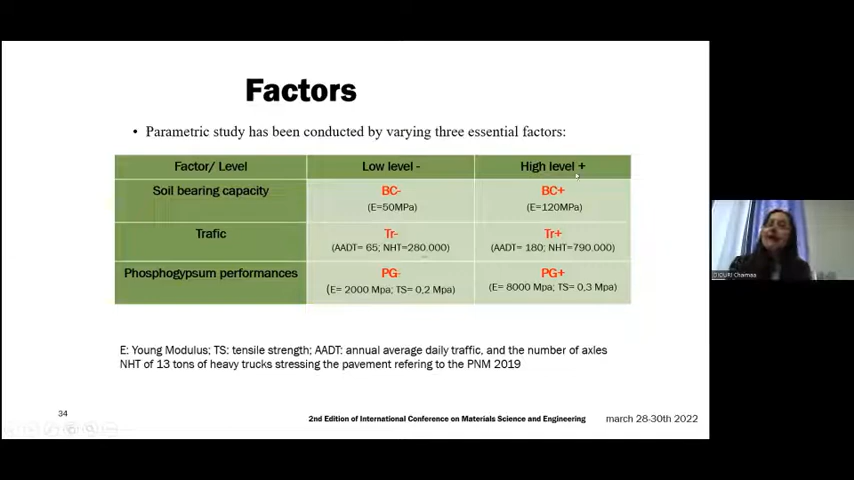 Factors
• Parametric study has been conducted by varying three essential factors:
Factor/ Level Low level - High level +
Soil bearing capacity BC- BC+
(E=50MPa) (E=120MPa)
Trafic Tr- Tr+
(AADT= 65; NHT=280.000) (AADT= 180; NHT=790.000)
Phosphogypsum performances PG- PG+
(E= 2000 Mpa; TS= 0,2 Mpa) (E= 8000 Mpa; TS= 0,3 Mpa)
E: Young Modulus; TS: tensile strength; AADT: annual average daily traffic, and the number of axles
NHT of 13 tons of heavy trucks stressing the pavement refering to the PNM 2019
34
2nd Edition of International Conference on Materials Science and Engineering
march 28-30th 2022
DIOURI Chamaa